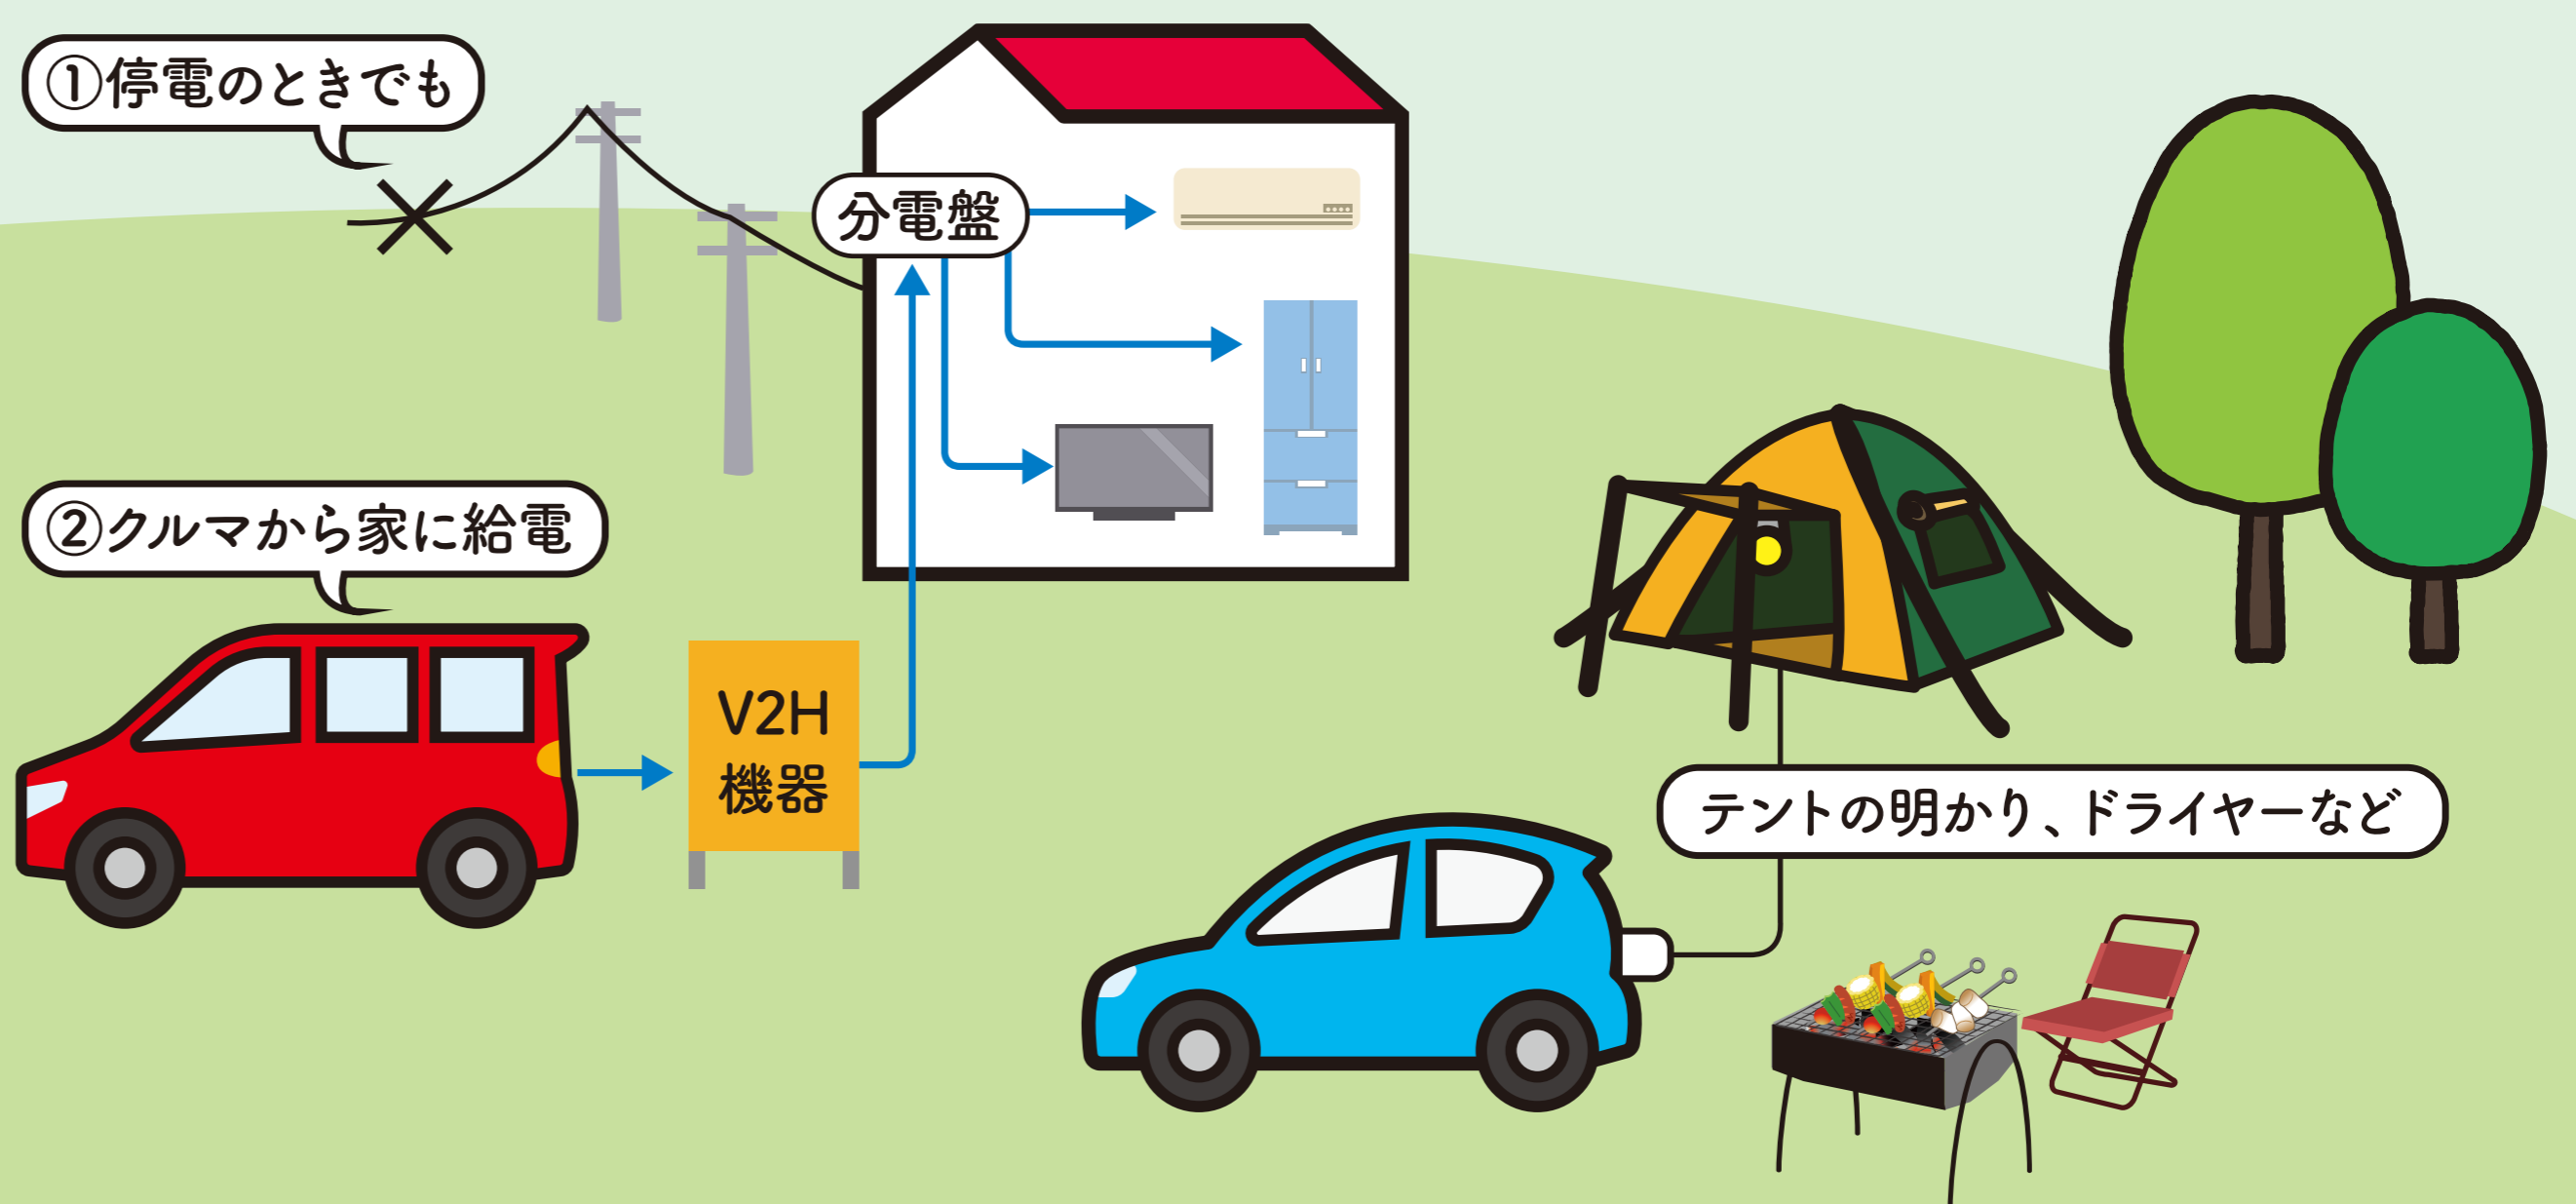 ①停電のときでも
分電盤
②クルマから家に給電
V2H
機器
テントの明かり、ドライヤーなど